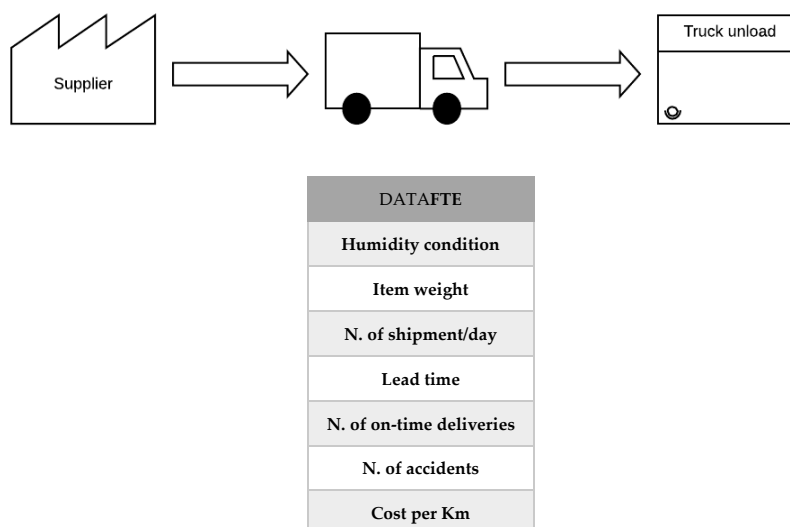 Supplier
Truck unload
DATAFTE
Humidity condition
Item weight
N. of shipment/day
Lead time
N. of on-time deliveries
N. of accidents
Cost per Km